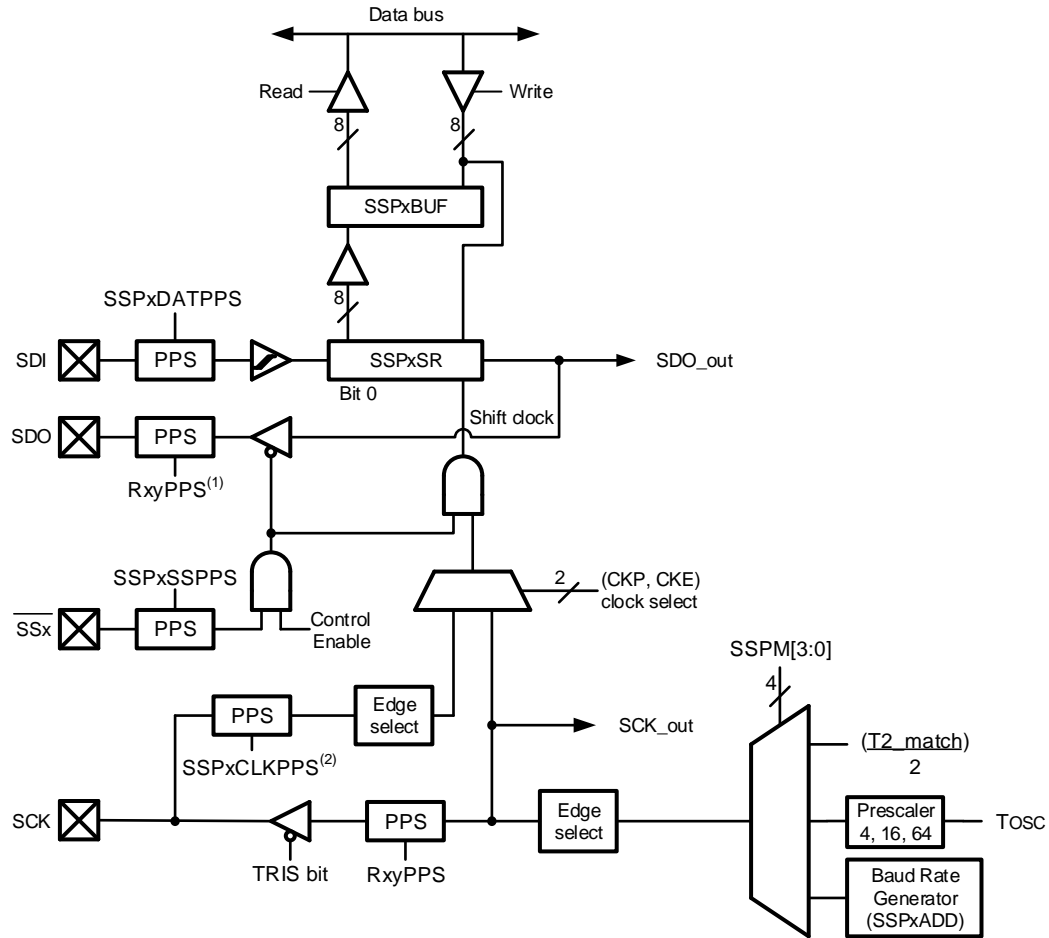 Data bus
Read
Write
8
8
SSPxBUF
8
SSPxDATPPS
SDI
PPS
SSPxSR
SDO_out
Bit 0
Shift clock
SDO
PPS
RxyPPS(1)
SSPxSSPPS
2
(CKP, CKE)
clock select
SSx
PPS
Control
Enable
SSPM[3:0]
4
PPS
Edge
select
SCK_out
(T2_match)
2
SSPxCLKPPS(2)
SCK
PPS
Edge
select
Prescaler
4, 16, 64
TOSC
TRIS bit
RxyPPS
Baud Rate
Generator
(SSPxADD)